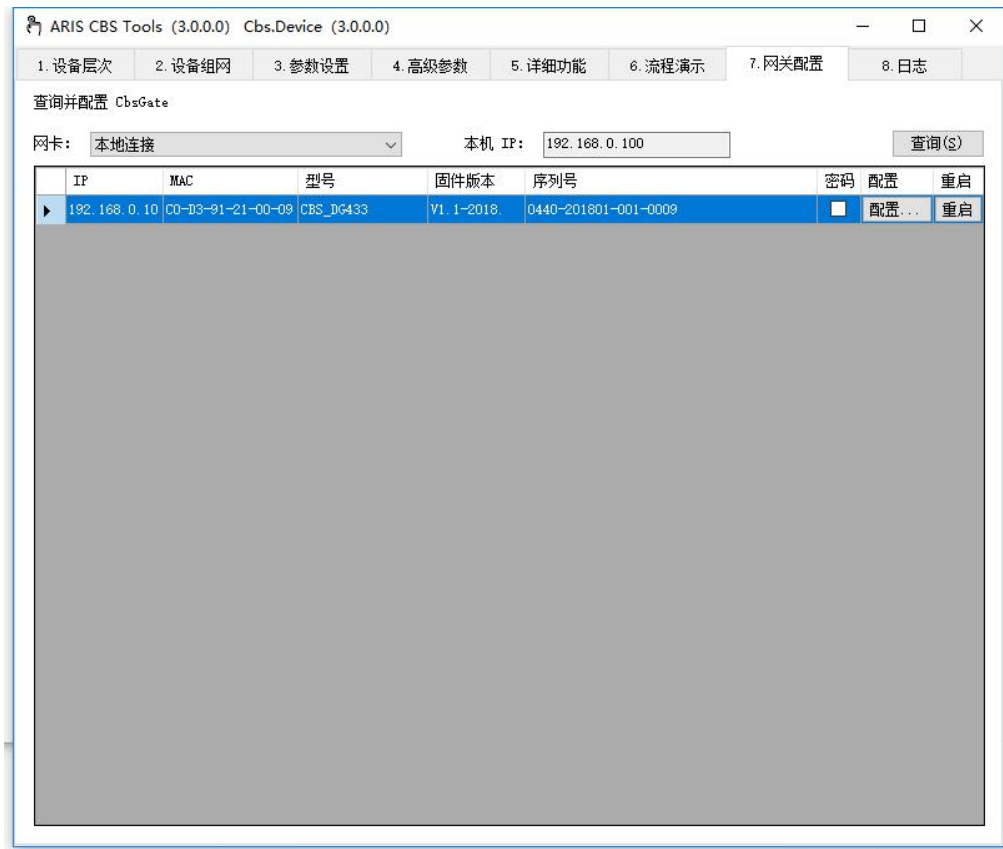 ARIS CBS Tools (3.0.0.0) Cbs.Device (3.0.0.0)
1.设备层次 2.设备组网 3.参数设置 4.高级参数 5.详细功能 6.流程演示 7.网关配置 8.日志
查询并配置 CbsGate
网卡： 本地连接 本机 IP： 192.168.0.100 查询(S)
IP MAC 型号 固件版本 序列号 密码 配置 重启
192.168.0.10 C0-D3-91-21-00-09 CBS_DG433 V1.1-2018. 0440-201801-001-0009 配置... 重启